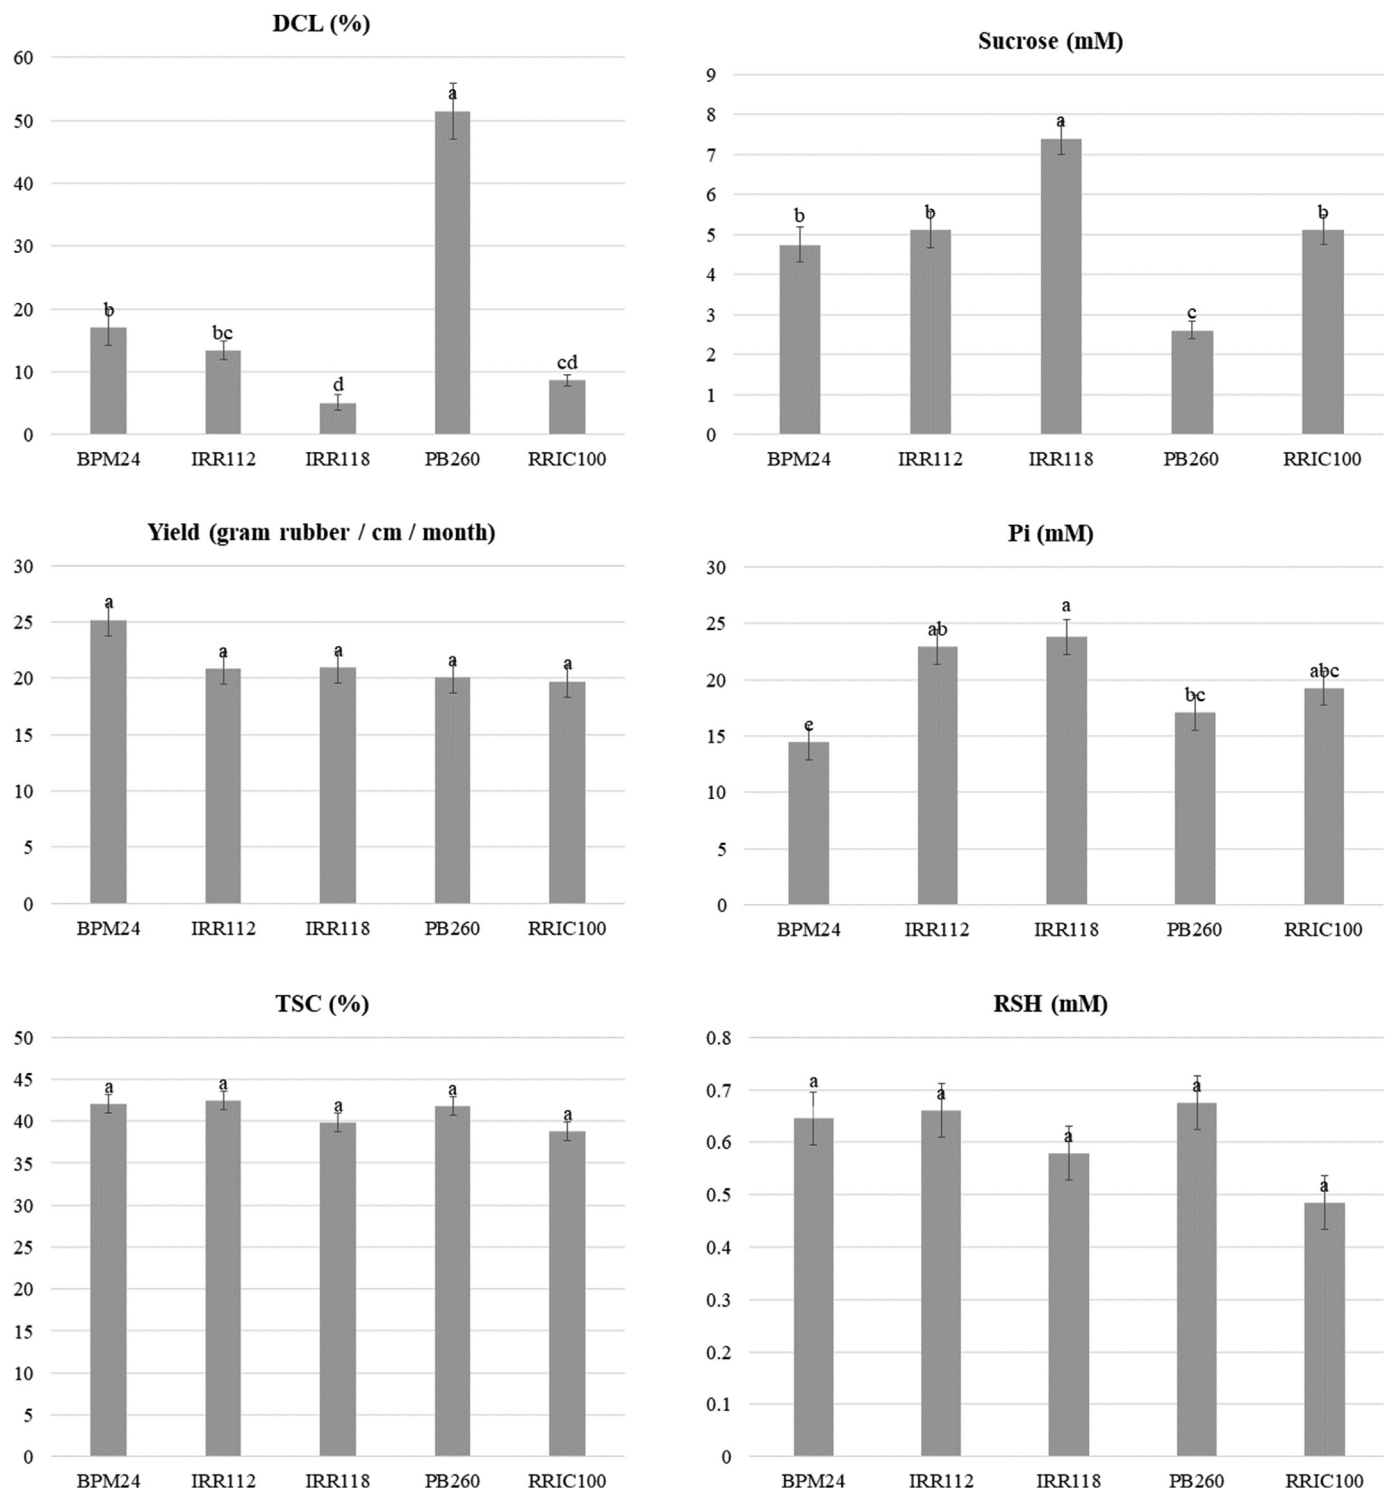 DCL (%)
60
50
40
30
20
10
0
b
bc
d
a
cd
BPM24 IRR112 IRR118 PB260 RRIC100
Sucrose (mM)
9
8
7
6
5
4
3
2
1
0
b
b
a
c
b
BPM24 IRR112 IRR118 PB260 RRIC100
Yield (gram rubber / cm / month)
30
25
20
15
10
5
0
a
a
a
a
a
BPM24 IRR112 IRR118 PB260 RRIC100
Pi (mM)
30
25
20
15
10
5
0
ab
a
bc
abc
BPM24 IRR112 IRR118 PB260 RRIC100
TSC (%)
50
45
40
35
30
25
20
15
10
5
0
a
a
a
a
a
BPM24 IRR112 IRR118 PB260 RRIC100
RSH (mM)
0.8
0.7
0.6
0.5
0.4
0.3
0.2
0.1
0
a
a
a
a
a
BPM24 IRR112 IRR118 PB260 RRIC100